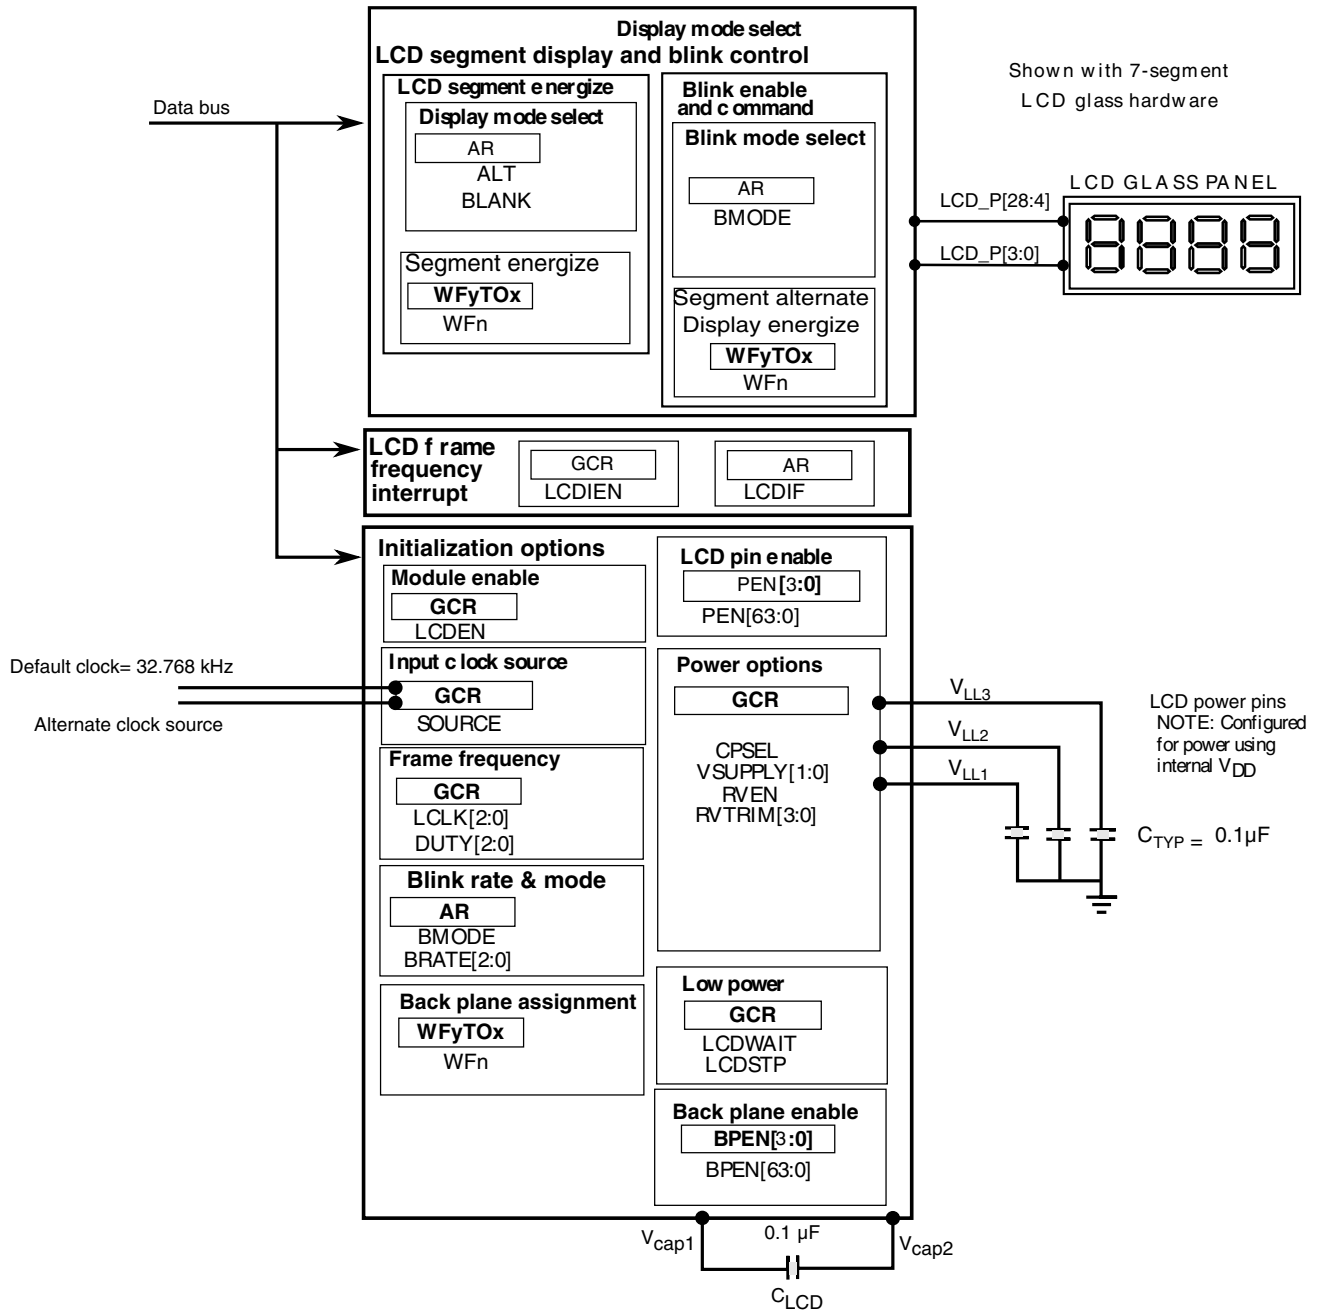 Display mode select
LCD segment display and blink control
LCD segment energize
Display mode select
AR
ALT
BLANK
Segment energize
WFyTOx
WFn
Blink enable
and command
Blink mode select
AR
BMODE
Segment alternate
Display energize
WFyTOx
WFn
Data bus
Shown with 7-segment
LCD glass hardware
LCD GLASS PANEL
LCD_P[28:4]
LCD_P[3:0]
8888
LCD frame
frequency
interrupt
GCR
LCDIEN
AR
LCDIF
Initialization options
Module enable
GCR
LCDEN
Input clock source
GCR
SOURCE
Default clock= 32.768 kHz
Alternate clock source
Frame frequency
GCR
LCLK[2:0]
DUTY[2:0]
Blink rate & mode
AR
BMODE
BRATE[2:0]
Back plane assignment
WFyTOx
WFn
LCD pin enable
PEN[3:0]
PEN[63:0]
Power options
GCR
CPSEL
VSUPPLY[1:0]
RVEN
RVTRIM[3:0]
Low power
GCR
LCDWAIT
LCDSTP
Back plane enable
BPEN[3:0]
BPEN[63:0]
VLL3
VLL2
VLL1
LCD power pins
NOTE: Configured
for power using
internal VDD
CTYP = 0.1µF
Vcap1
0.1 µF
Vcap2
CLCD